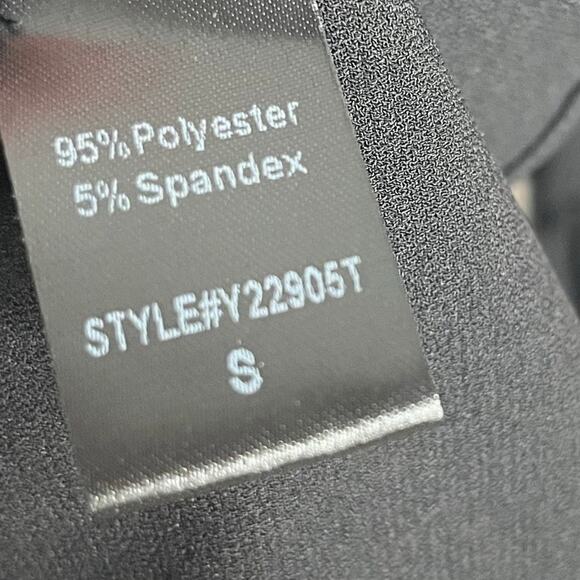 95% Polyester
5% Spandex
STYLE#Y22905T
S